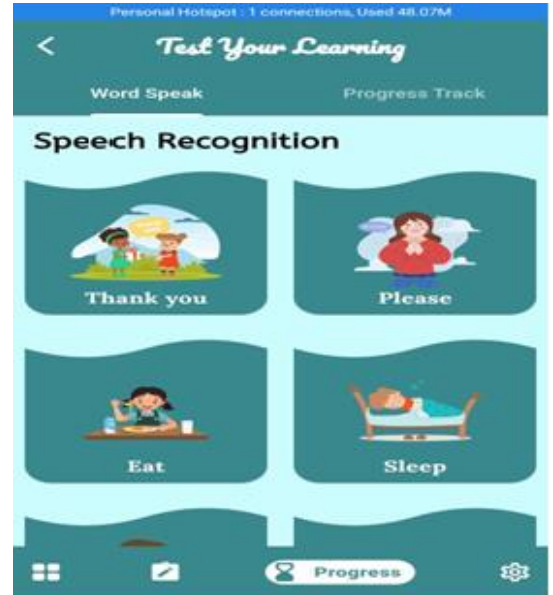 Personal Hotspot : 1 connections, Used 48.07M
Test Your Learning
Word Speak Progress Track
Speech Recognition
Thank you Please
Eat Sleep
Progress